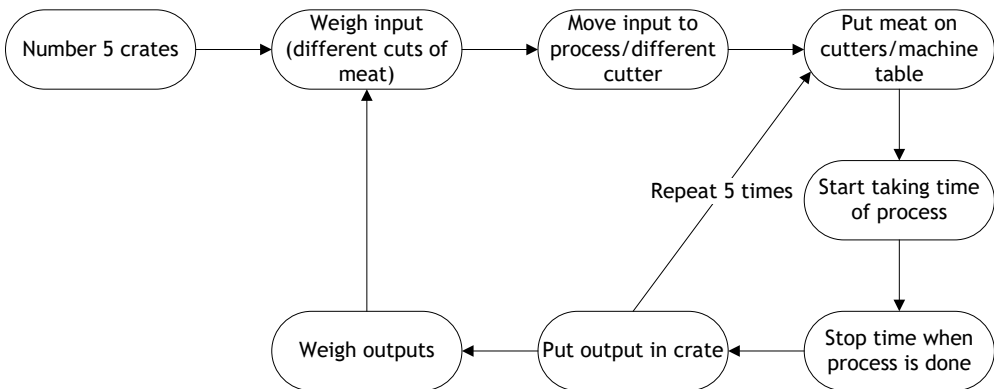 Number 5 crates
Weigh input
(different cuts of
meat)
Move input to
process/different
cutter
Put meat on
cutters/machine
table
Repeat 5 times
Start taking time
of process
Stop time when
process is done
Put output in crate
Weigh outputs